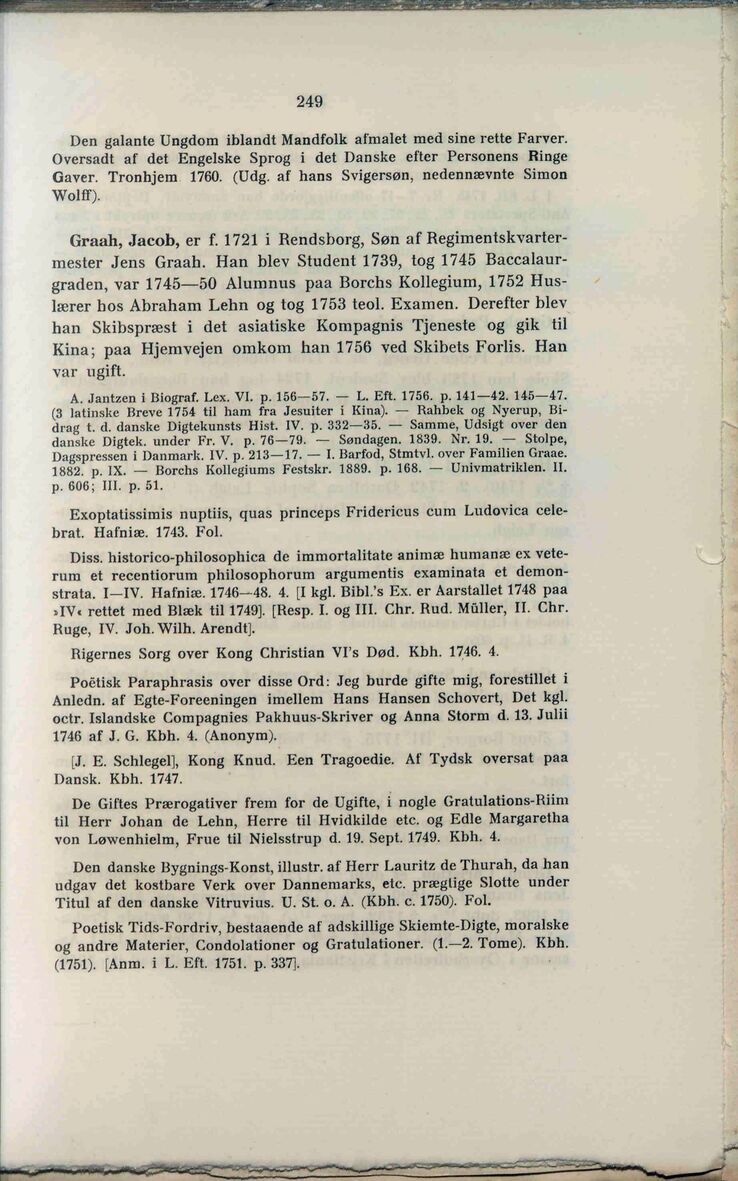 249
Den galante Ungdom iblandt Mandfolk afmalet med sine rette Farver.
Oversadt af det Engelske Sprog i det Danske efter Personens Ringe
Gaver. Tronhjem 1760. (Udg. af hans Svigersøn, nedennævnte Simon
Wolff).
Graah, Jacob, er f. 1721 i Rendsborg, Søn af Regimentskvarter-
mester Jens Graah. Han blev Student 1739, tog 1745 Baccalaur-
graden, var 1745—50 Alumnus paa Borchs Kollegium, 1752 Hus-
lærer hos Abraham Lehn og tog 1753 teol. Examen. Derefter blev
han Skibspræst i det asiatiske Kompagnis Tjeneste og gik til
Kina; paa Hjemvejen omkom han 1756 ved Skibets Forlis. Han
var ugift.
A. Jantzen i Biograf. Lex. VI. p. 156—57. — L. Eft. 1756. p. 141—42. 145—47.
(3 latinske Breve 1754 til ham fra Jesuiter i Kina). — Rahbek og Nyerup, Bi-
drag t. d. danske Digtekunsts Hist. IV. p. 332—35. — Samme, Udsigt over den
danske Digtek. under Fr. V. p. 76—79. — Søndagen. 1839. Nr. 19. — Stolpe,
Dagspressen i Danmark. IV. p. 213—17. — I. Barfod, Stmtvl. over Familien Graae.
1882. p. IX. — Borchs Kollegiums Festskr. 1889. p. 168. — Univmatriklen. II.
p. 606; III. p. 51.
Exoptatissimis nuptiis, quas princeps Fridericus cum Ludovica cele-
brat. Hafniæ. 1743. Fol.
Diss. historico-philosophica de immortalitate animæ humanæ ex vete-
rum et recentiorum philosophorum argumentis examinata et demon-
strata. I—IV. Hafniæ. 1746—48. 4. [I kgl. Bibl.'s Ex. er Aarstallet 1748 paa
»IV« rettet med Blæk til 1749]. [Resp. I. og III. Chr. Rud. Müller, II. Chr.
Ruge, IV. Joh. Wilh. Arendt].
Rigernes Sorg over Kong Christian VI's Død. Kbh. 1746. 4.
Poëtisk Paraphrasis over disse Ord: Jeg burde gifte mig, forestillet i
Anledn. af Egte-Foreeningen imellem Hans Hansen Schovert, Det kgl.
octr. Islandske Compagnies Pakhuus-Skriver og Anna Storm d. 13. Julii
1746 af J. G. Kbh. 4. (Anonym).
[J. E. Schlegel], Kong Knud. Een Tragoedie. Af Tydsk oversat paa
Dansk. Kbh. 1747.
De Giftes Prærogativer frem for de Ugifte, i nogle Gratulations-Riim
til Herr Johan de Lehn, Herre til Hvidkilde etc. og Edle Margaretha
von Løwenhielm, Frue til Nielsstrup d. 19. Sept. 1749. Kbh. 4.
Den danske Bygnings-Konst, illustr. af Herr Lauritz de Thurah, da han
udgav det kostbare Verk over Dannemarks, etc. prægtige Slotte under
Titul af den danske Vitruvius. U. St. o. A. (Kbh. c. 1750). Fol.
Poetisk Tids-Fordriv, bestaaende af adskillige Skiemte-Digte, moralske
og andre Materier, Condolationer og Gratulationer. (1.—2. Tome). Kbh.
(1751). [Anm. i L. Eft. 1751. p. 337].